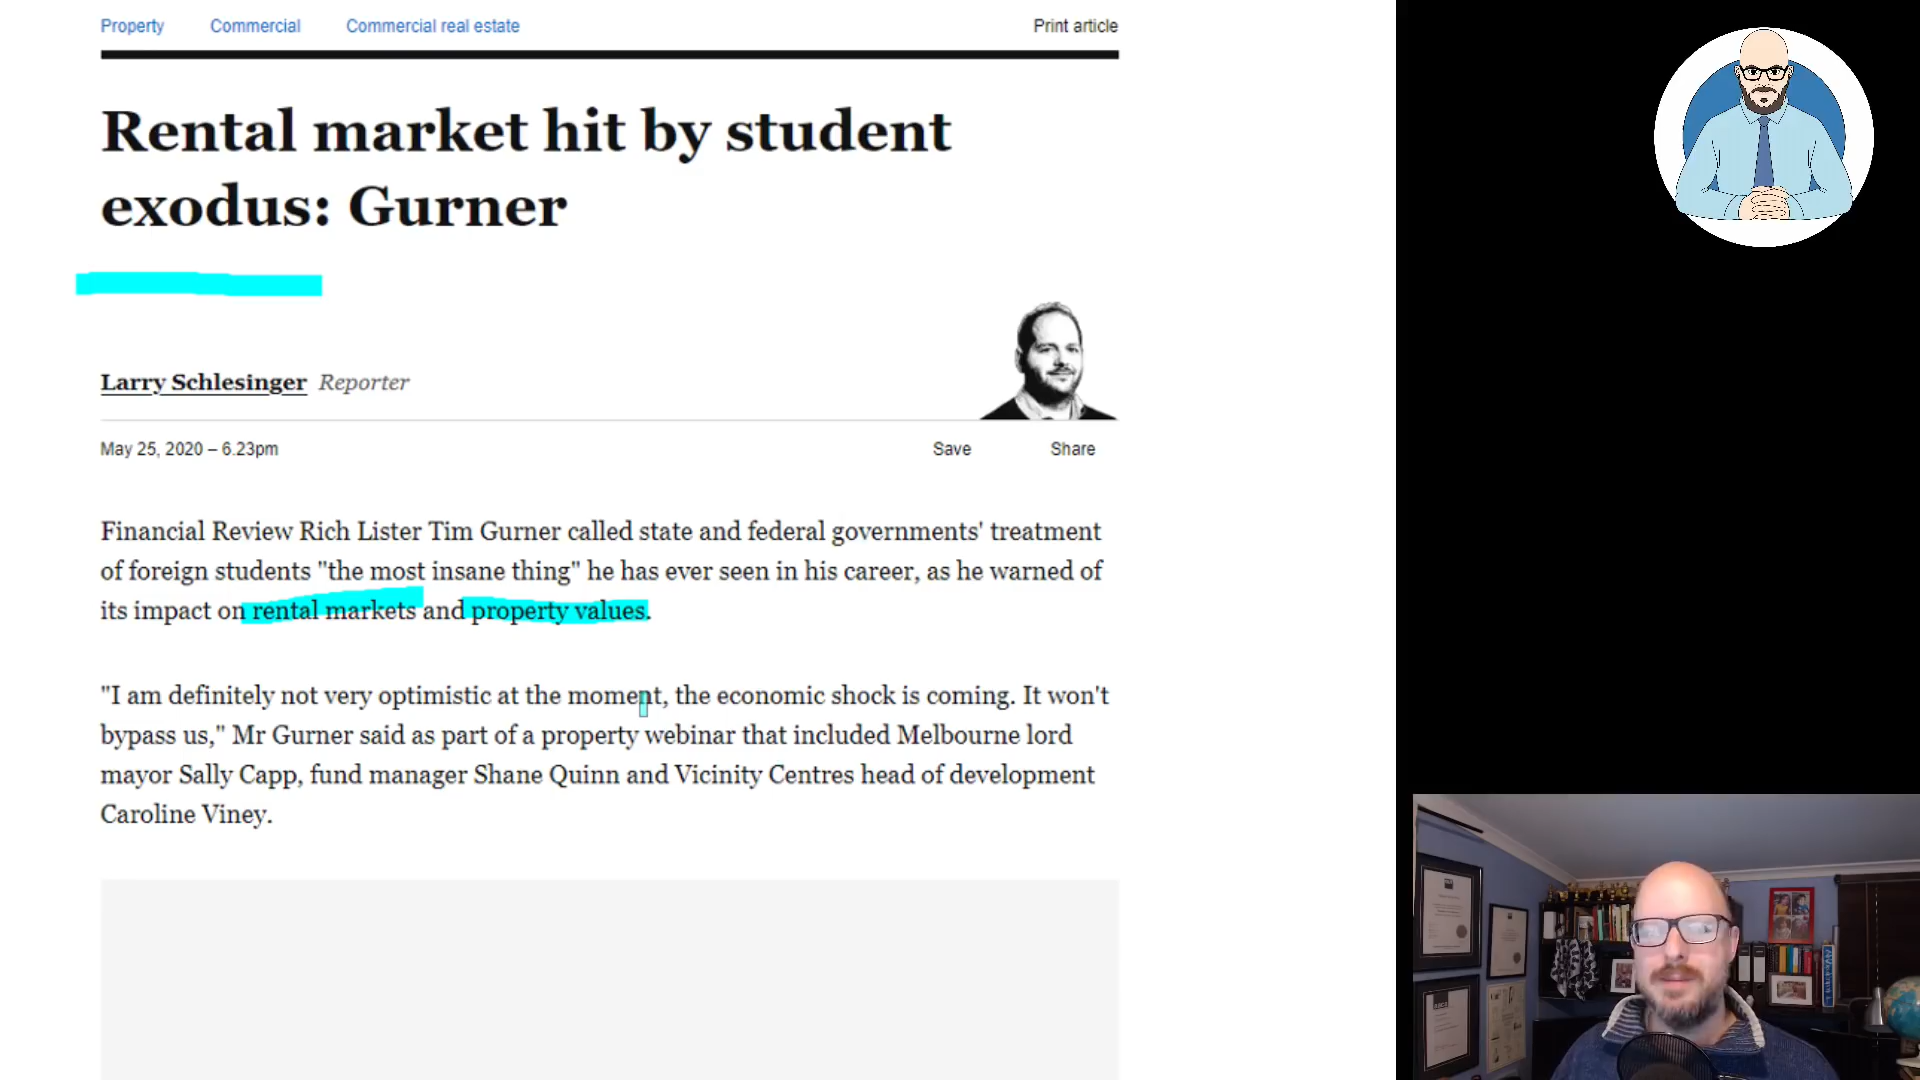 Property Commercial Commercial real estate Print article
Rental market hit by student
exodus: Gurner
Larry Schlesinger Reporter
May 25, 2020 – 6.23pm Save Share
Financial Review Rich Lister Tim Gurner called state and federal governments' treatment
of foreign students "the most insane thing" he has ever seen in his career, as he warned of
its impact on rental markets and property values.
"I am definitely not very optimistic at the moment, the economic shock is coming. It won't
bypass us," Mr Gurner said as part of a property webinar that included Melbourne lord
mayor Sally Capp, fund manager Shane Quinn and Vicinity Centres head of development
Caroline Viney.